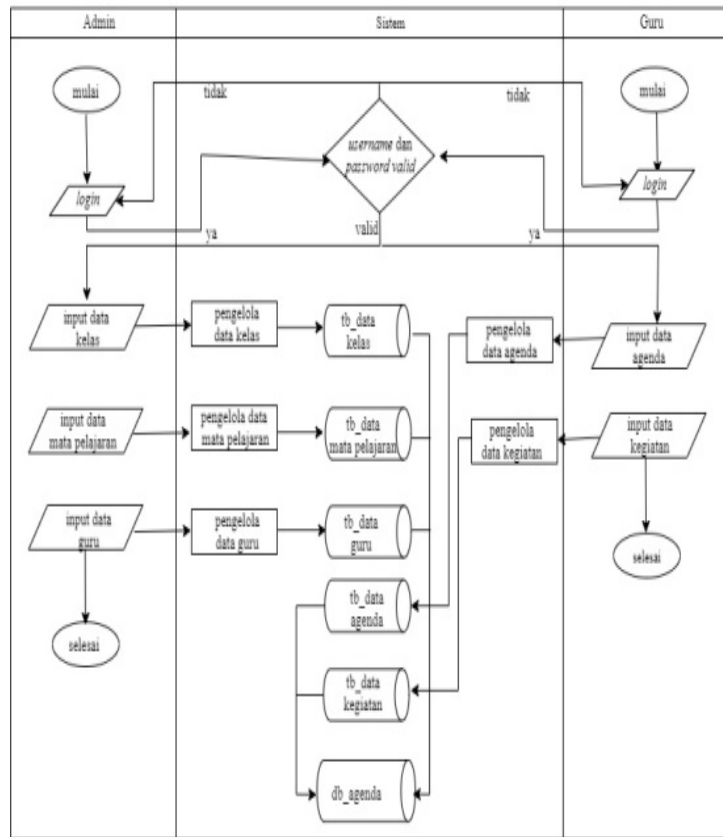 Admin
Sistem
Guru
mulai
tidak
tidak
mulai
username dan
password valid
login
login
ya
valid
ya
input data
kelas
pengelola
data kelas
tb_data
kelas
pengelola
data agenda
input data
agenda
input data
mata pelajaran
pengelola data
mata pelajaran
tb_data
mata pelajaran
pengelola
data kegiatan
input data
kegiatan
input data
guru
pengelola
data guru
tb_data
guru
selesai
tb_data
agenda
selesai
tb_data
kegiatan
db_agenda